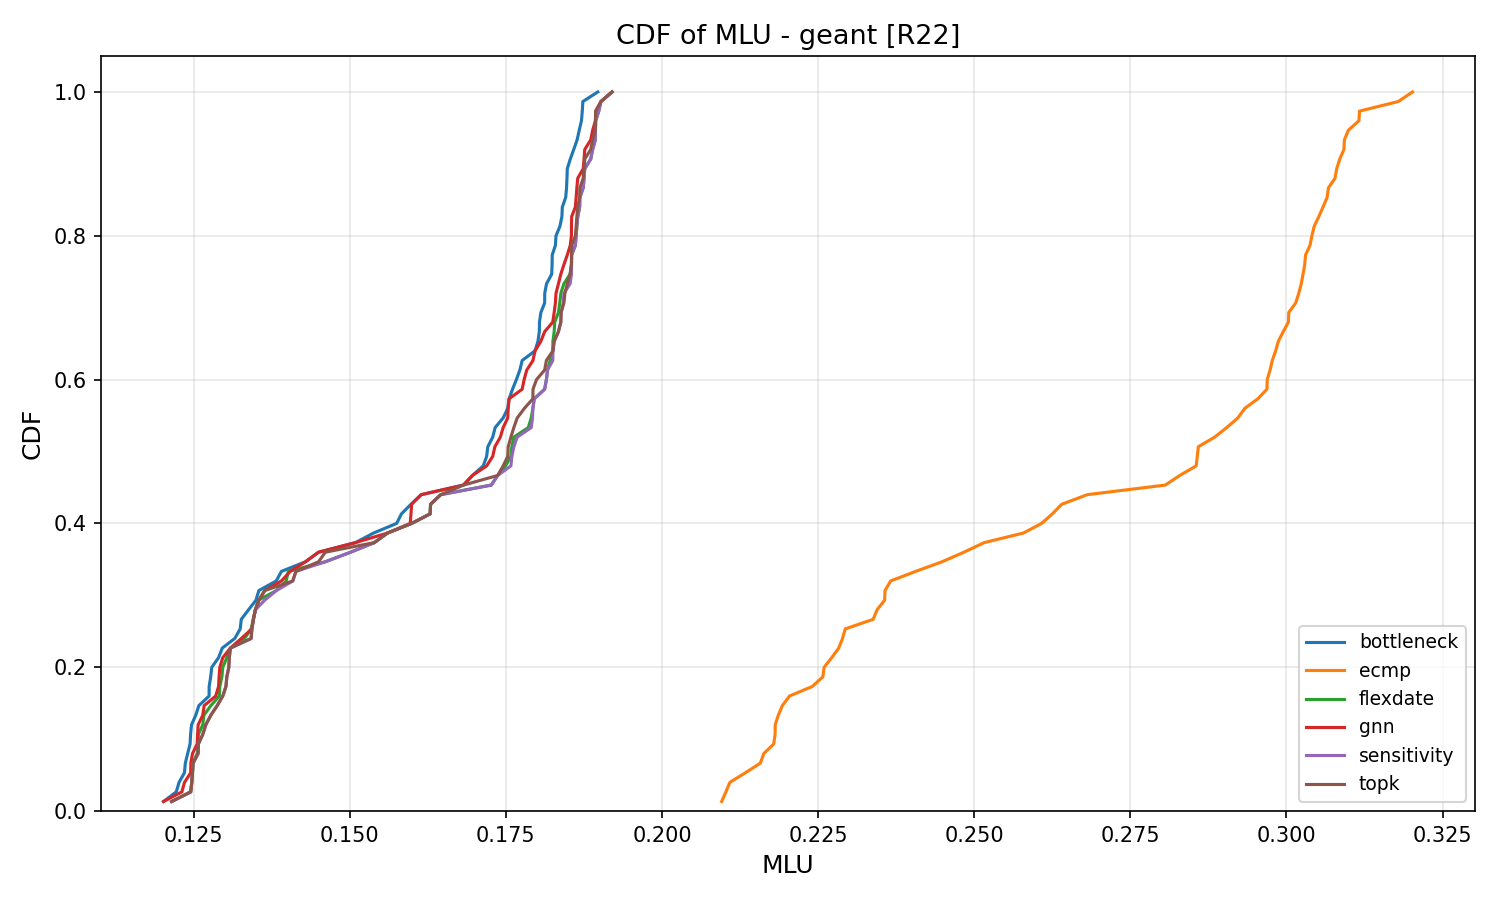 CDF of MLU - geant [R22]
1.0
0.8
0.6
0.4
0.2
0.0
CDF
0.125 0.150 0.175 0.200 0.225 0.250 0.275 0.300 0.325
MLU
bottleneck
ecmp
flexdate
gnn
sensitivity
topk